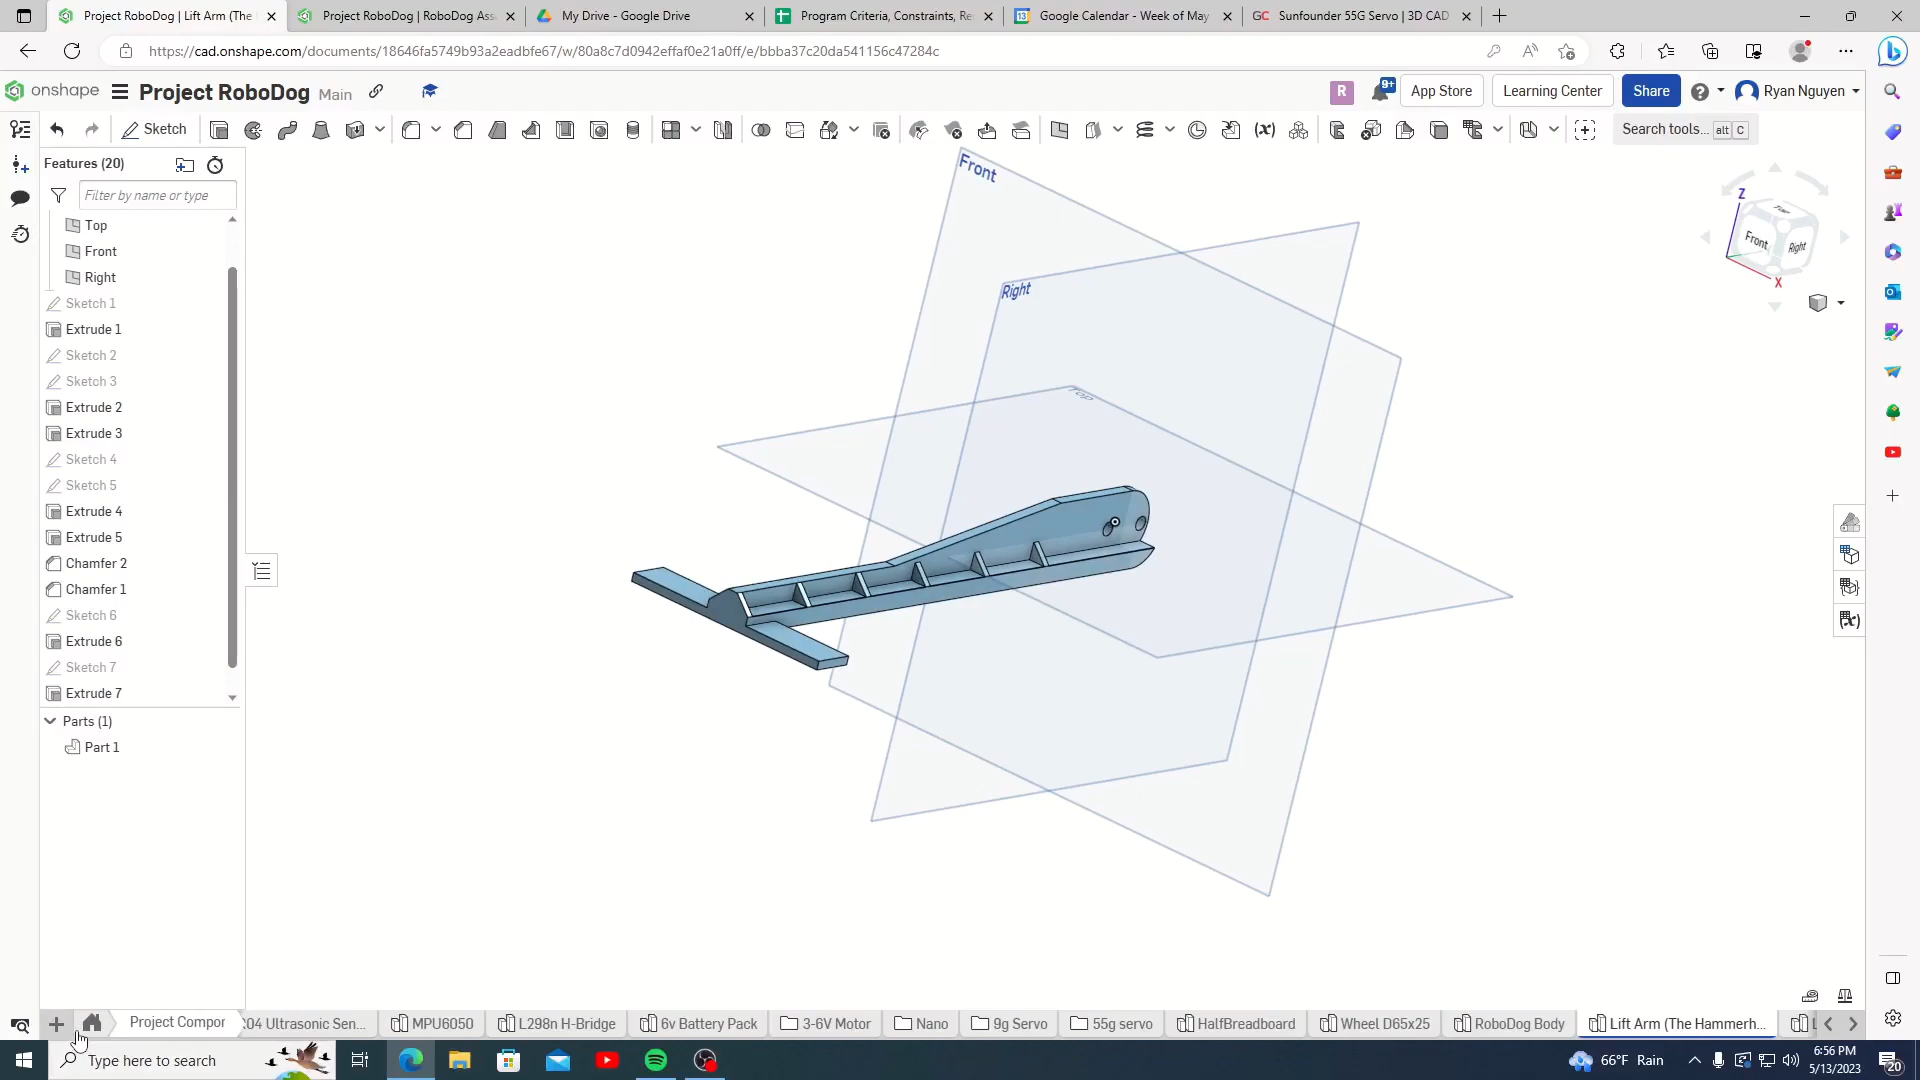 Project RoboDog | Lift Arm (The
Project RoboDog | RoboDog Ass
My Drive - Google Drive
Program Criteria, Constraints, Re
Google Calendar - Week of May
GC Sunfounder 55G Servo | 3D CAD
https://cad.onshape.com/documents/18646fa5749b93a2eadbfe67/w/80a8c7d0942effaf0e21a0ff/e/bbba37c20da541156c47284c
onshape Project RoboDog Main
R 9+ App Store Learning Center Share Ryan Nguyen
Sketch
Search tools... alt C
Features (20)
Filter by name or type
Top
Front
Right
Sketch 1
Extrude 1
Sketch 2
Sketch 3
Extrude 2
Extrude 3
Sketch 4
Sketch 5
Extrude 4
Extrude 5
Chamfer 2
Chamfer 1
Sketch 6
Extrude 6
Sketch 7
Extrude 7
Parts (1)
Part 1
Front
Right
Top
Z
Top
Front
Right
X
Project Compor
C04 Ultrasonic Sen...
MPU6050
L298n H-Bridge
6v Battery Pack
3-6V Motor
Nano
9g Servo
55g servo
HalfBreadboard
Wheel D65x25
RoboDog Body
Lift Arm (The Hammerh...
Type here to search
66°F Rain
6:56 PM
5/13/2023
20